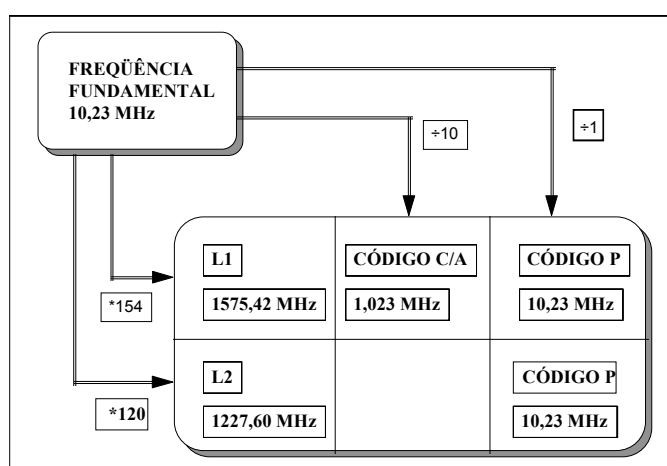 FREQÜÊNCIA
FUNDAMENTAL
10,23 MHz
÷10
÷1
L1
CÓDIGO C/A
CÓDIGO P
1575,42 MHz
1,023 MHz
10,23 MHz
*154
L2
CÓDIGO P
*120
1227,60 MHz
10,23 MHz